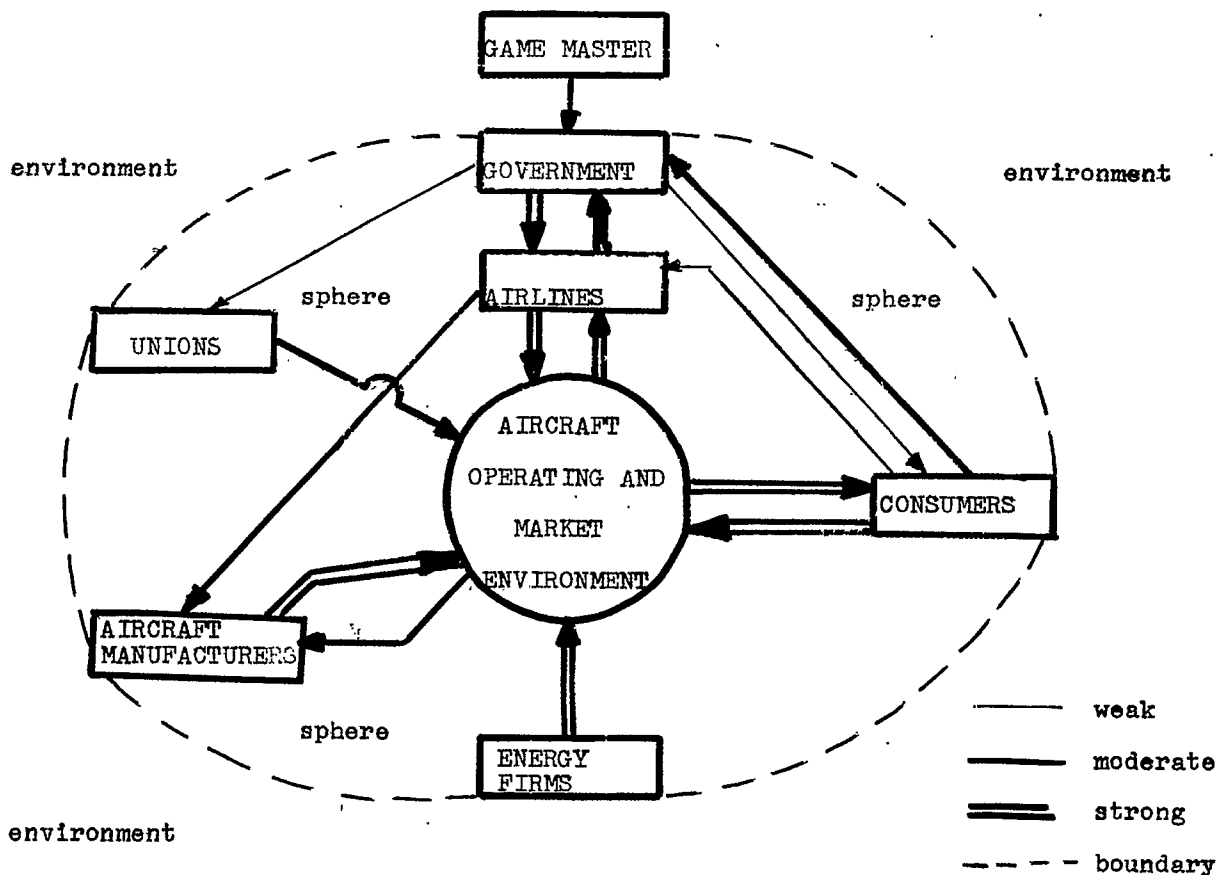 GAME MASTER
environment
GOVERNMENT
environment
sphere
AIRLINES
sphere
UNIONS
AIRCRAFT
OPERATING AND
MARKET
ENVIRONMENT
CONSUMERS
AIRCRAFT
MANUFACTURERS
sphere
ENERGY
FIRMS
environment
weak
moderate
strong
boundary